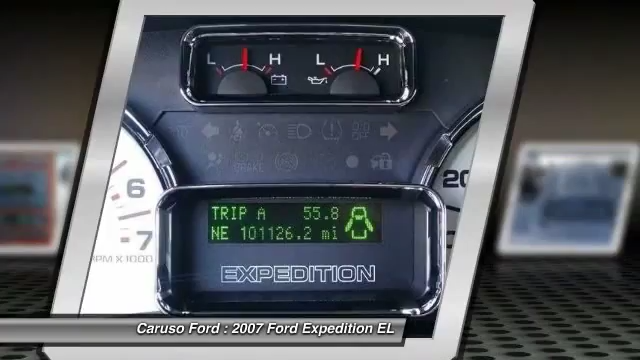 L H L H
6
7
RPM X 1000
20
TRIP A 55.8
NE 101126.2 mi
EXPEDITION
Caruso Ford : 2007 Ford Expedition EL